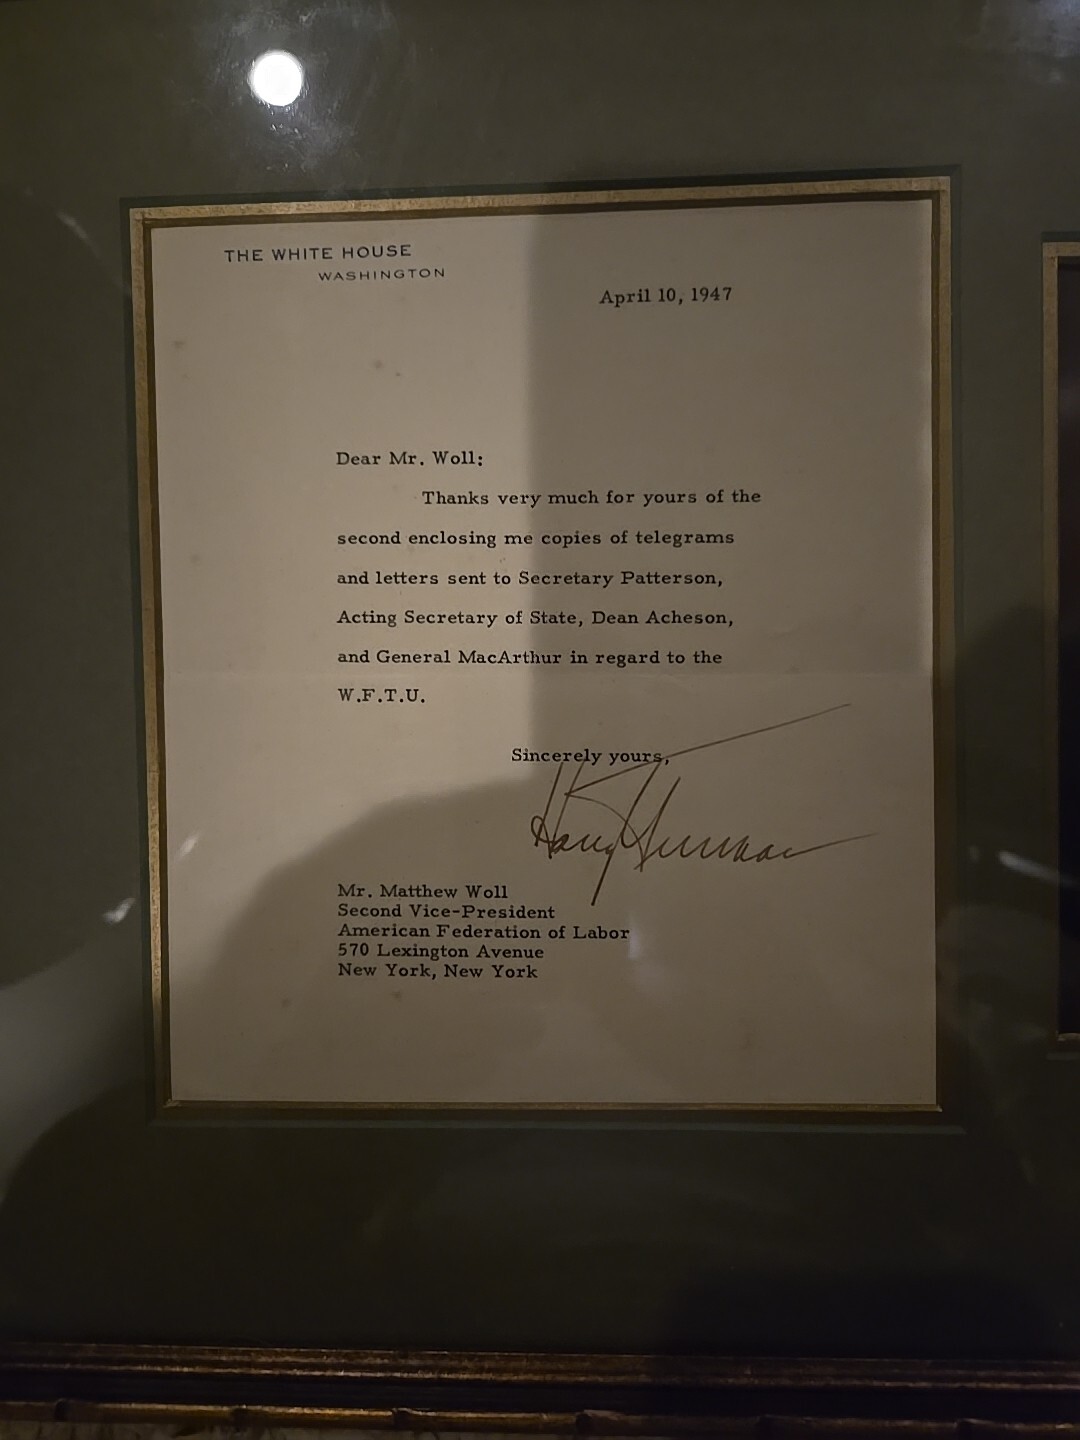 THE WHITE HOUSE
WASHINGTON
April 10, 1947
Dear Mr. Woll:
Thanks very much for yours of the
second enclosing me copies of telegrams
and letters sent to Secretary Patterson,
Acting Secretary of State, Dean Acheson,
and General MacArthur in regard to the
W.F.T.U.
Sincerely yours,
Harry Truman
Mr. Matthew Woll
Second Vice-President
American Federation of Labor
570 Lexington Avenue
New York, New York